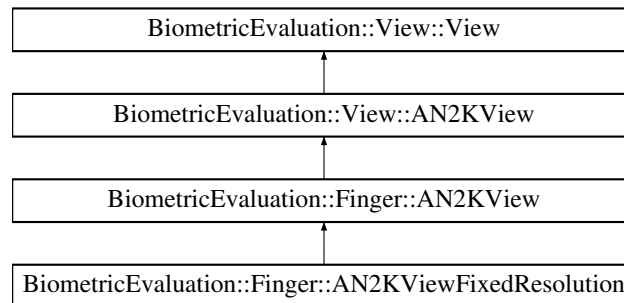 BiometricEvaluation::View::View
BiometricEvaluation::View::AN2KView
BiometricEvaluation::Finger::AN2KView
BiometricEvaluation::Finger::AN2KViewFixedResolution